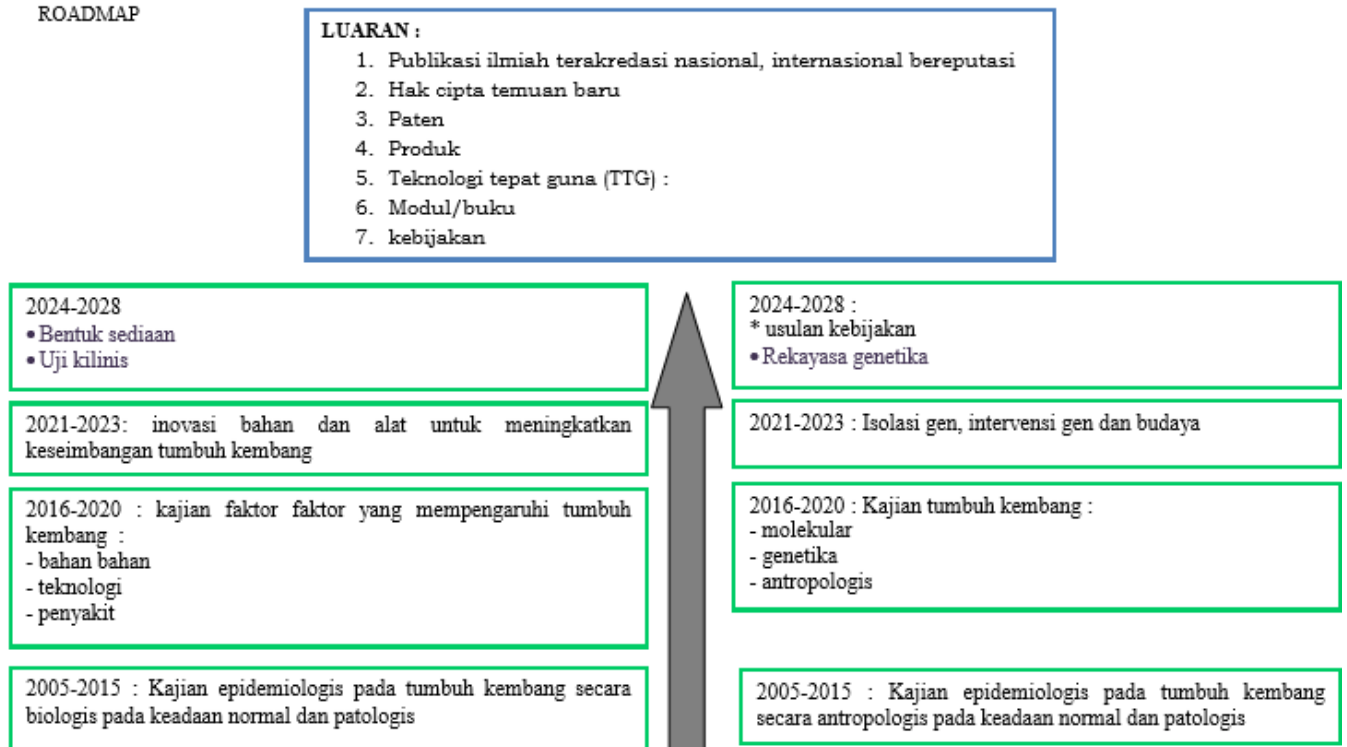 ROADMAP
LUARAN :
1. Publikasi ilmiah terakredasi nasional, internasional bereputasi
2. Hak cipta temuan baru
3. Paten
4. Produk
5. Teknologi tepat guna (TTG) :
6. Modul/buku
7. kebijakan
2024-2028
• Bentuk sediaan
• Uji kilinis
2021-2023: inovasi bahan dan alat untuk meningkatkan
keseimbangan tumbuh kembang
2016-2020 : kajian faktor faktor yang mempengaruhi tumbuh
kembang :
- bahan bahan
- teknologi
- penyakit
2005-2015 : Kajian epidemiologis pada tumbuh kembang secara
biologis pada keadaan normal dan patologis
2024-2028 :
* usulan kebijakan
• Rekayasa genetika
2021-2023 : Isolasi gen, intervensi gen dan budaya
2016-2020 : Kajian tumbuh kembang :
- molekular
- genetika
- antropologis
2005-2015 : Kajian epidemiologis pada tumbuh kembang
secara antropologis pada keadaan normal dan patologis